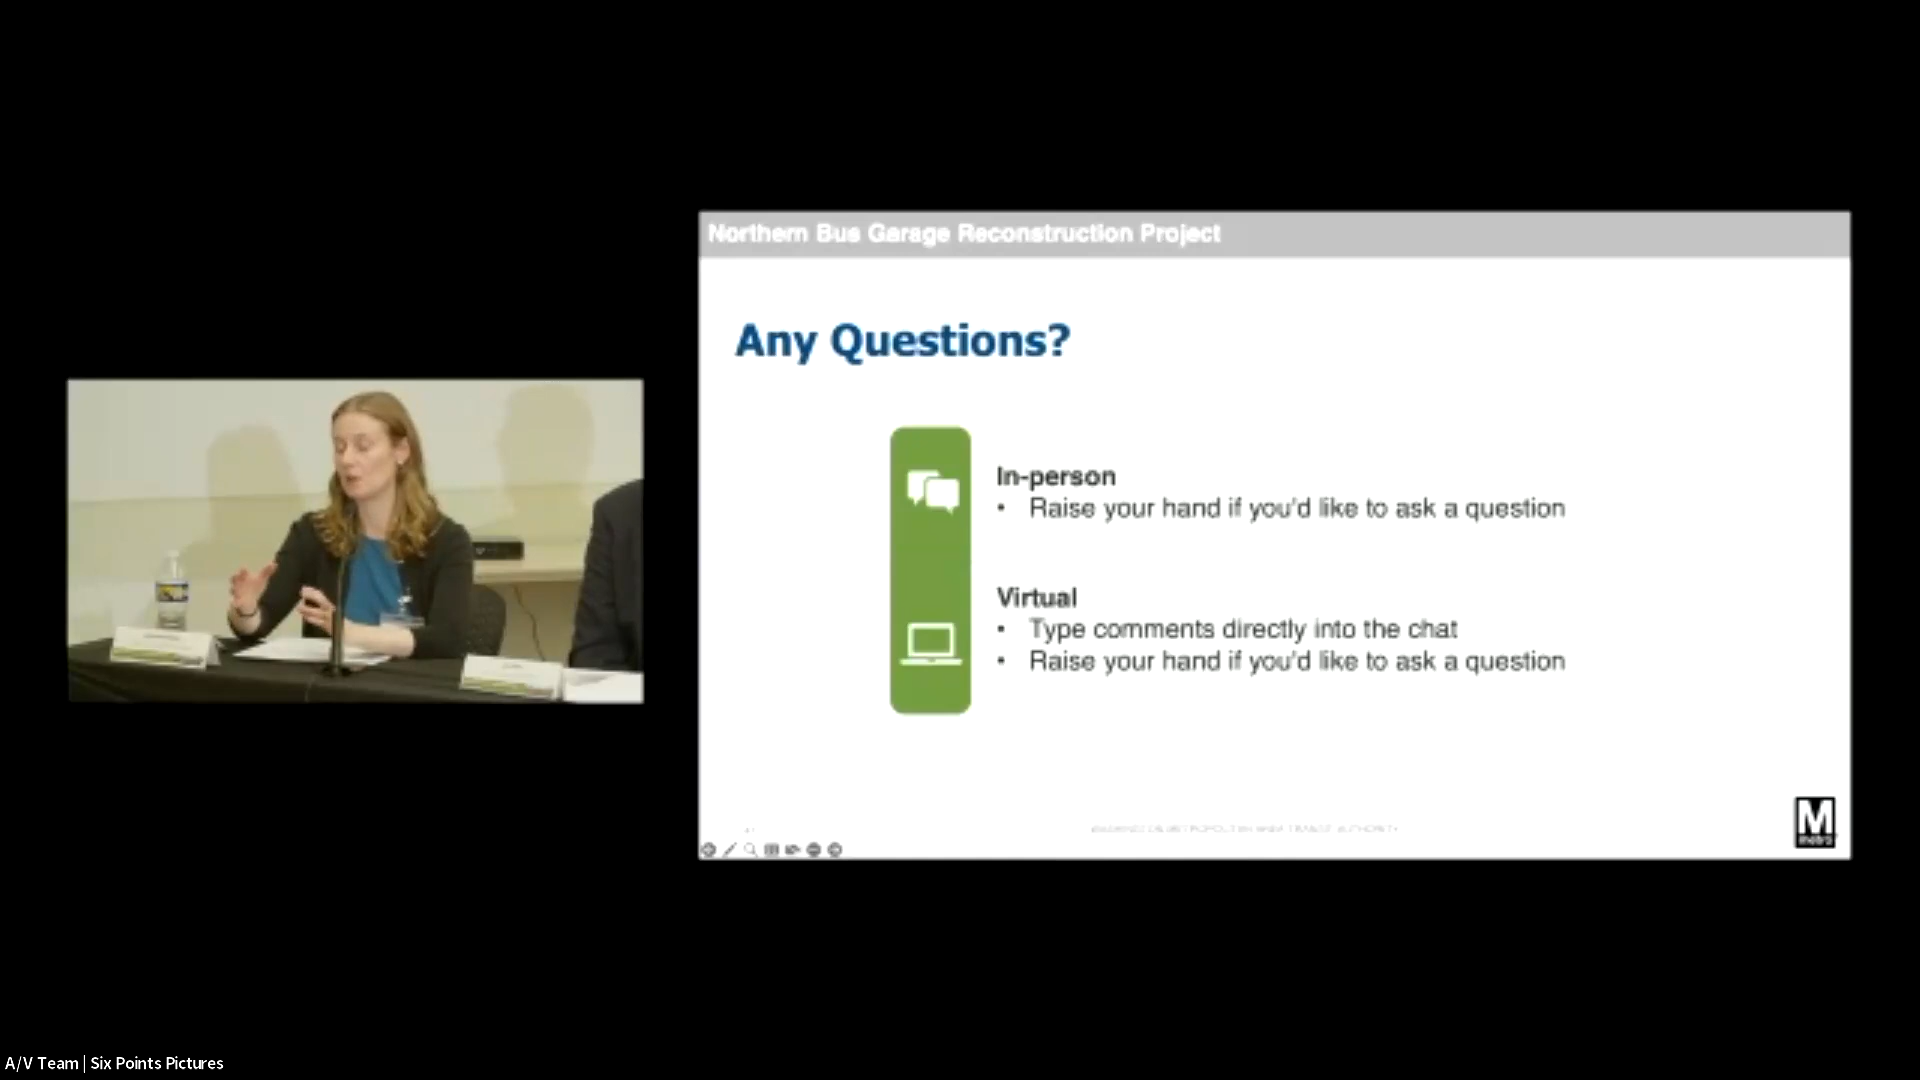 Northern Bus Garage Reconstruction Project
Any Questions?
In-person
• Raise your hand if you'd like to ask a question
Virtual
• Type comments directly into the chat
• Raise your hand if you'd like to ask a question
M
metro
A/V Team | Six Points Pictures